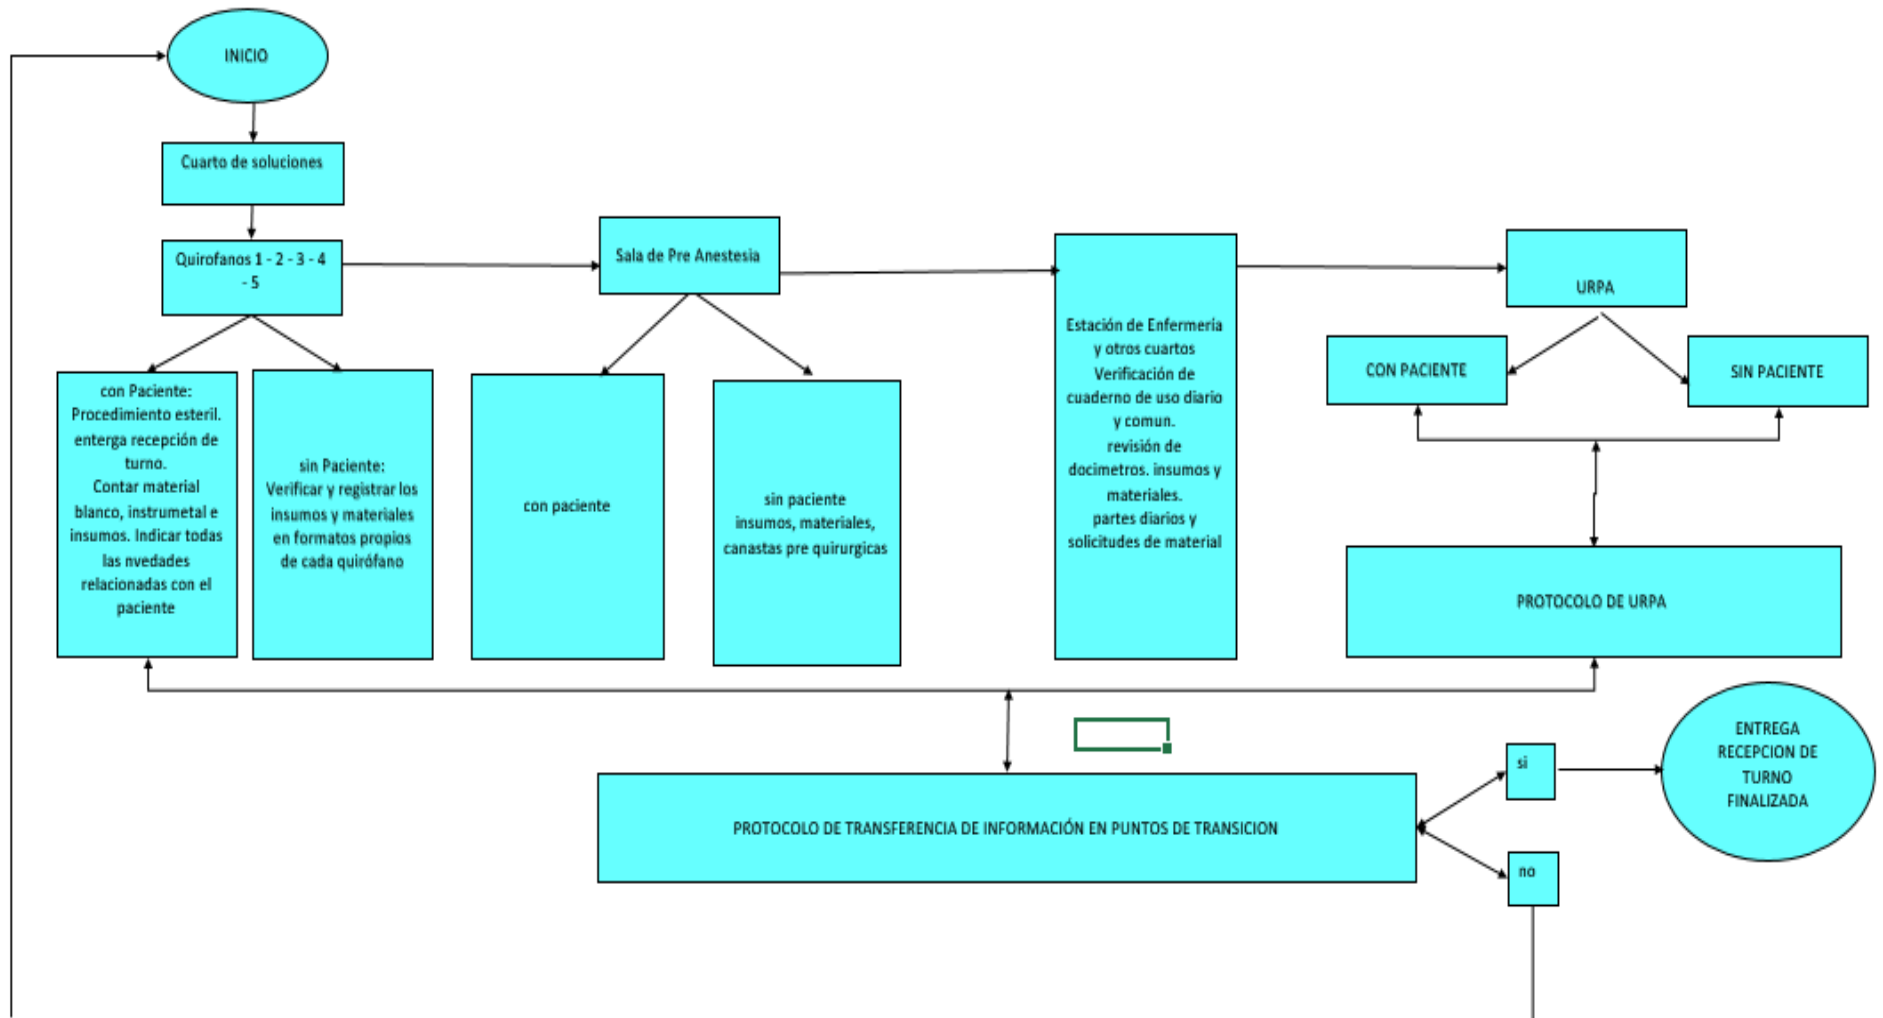 INICIO
Cuarto de soluciones
Quirofanos 1 - 2 - 3 - 4
- 5
Sala de Pre Anestesia
URPA
con Paciente:
Procedimiento esteril.
enterga recepción de
turno.
Contar material
blanco, instrumetal e
insumos. Indicar todas
las nvedades
relacionadas con el
paciente
sin Paciente:
Verificar y registrar los
insumos y materiales
en formatos propios
de cada quirófano
con paciente
sin paciente
insumos, materiales,
canastas pre quirurgicas
Estación de Enfermería
y otros cuartos
Verificación de
cuaderno de uso diario
y comun.
revisión de
docimetros. insumos y
materiales.
partes diarios y
solicitudes de material
CON PACIENTE
SIN PACIENTE
PROTOCOLO DE URPA
PROTOCOLO DE TRANSFERENCIA DE INFORMACIÓN EN PUNTOS DE TRANSICION
si
no
ENTREGA
RECEPCION DE
TURNO
FINALIZADA